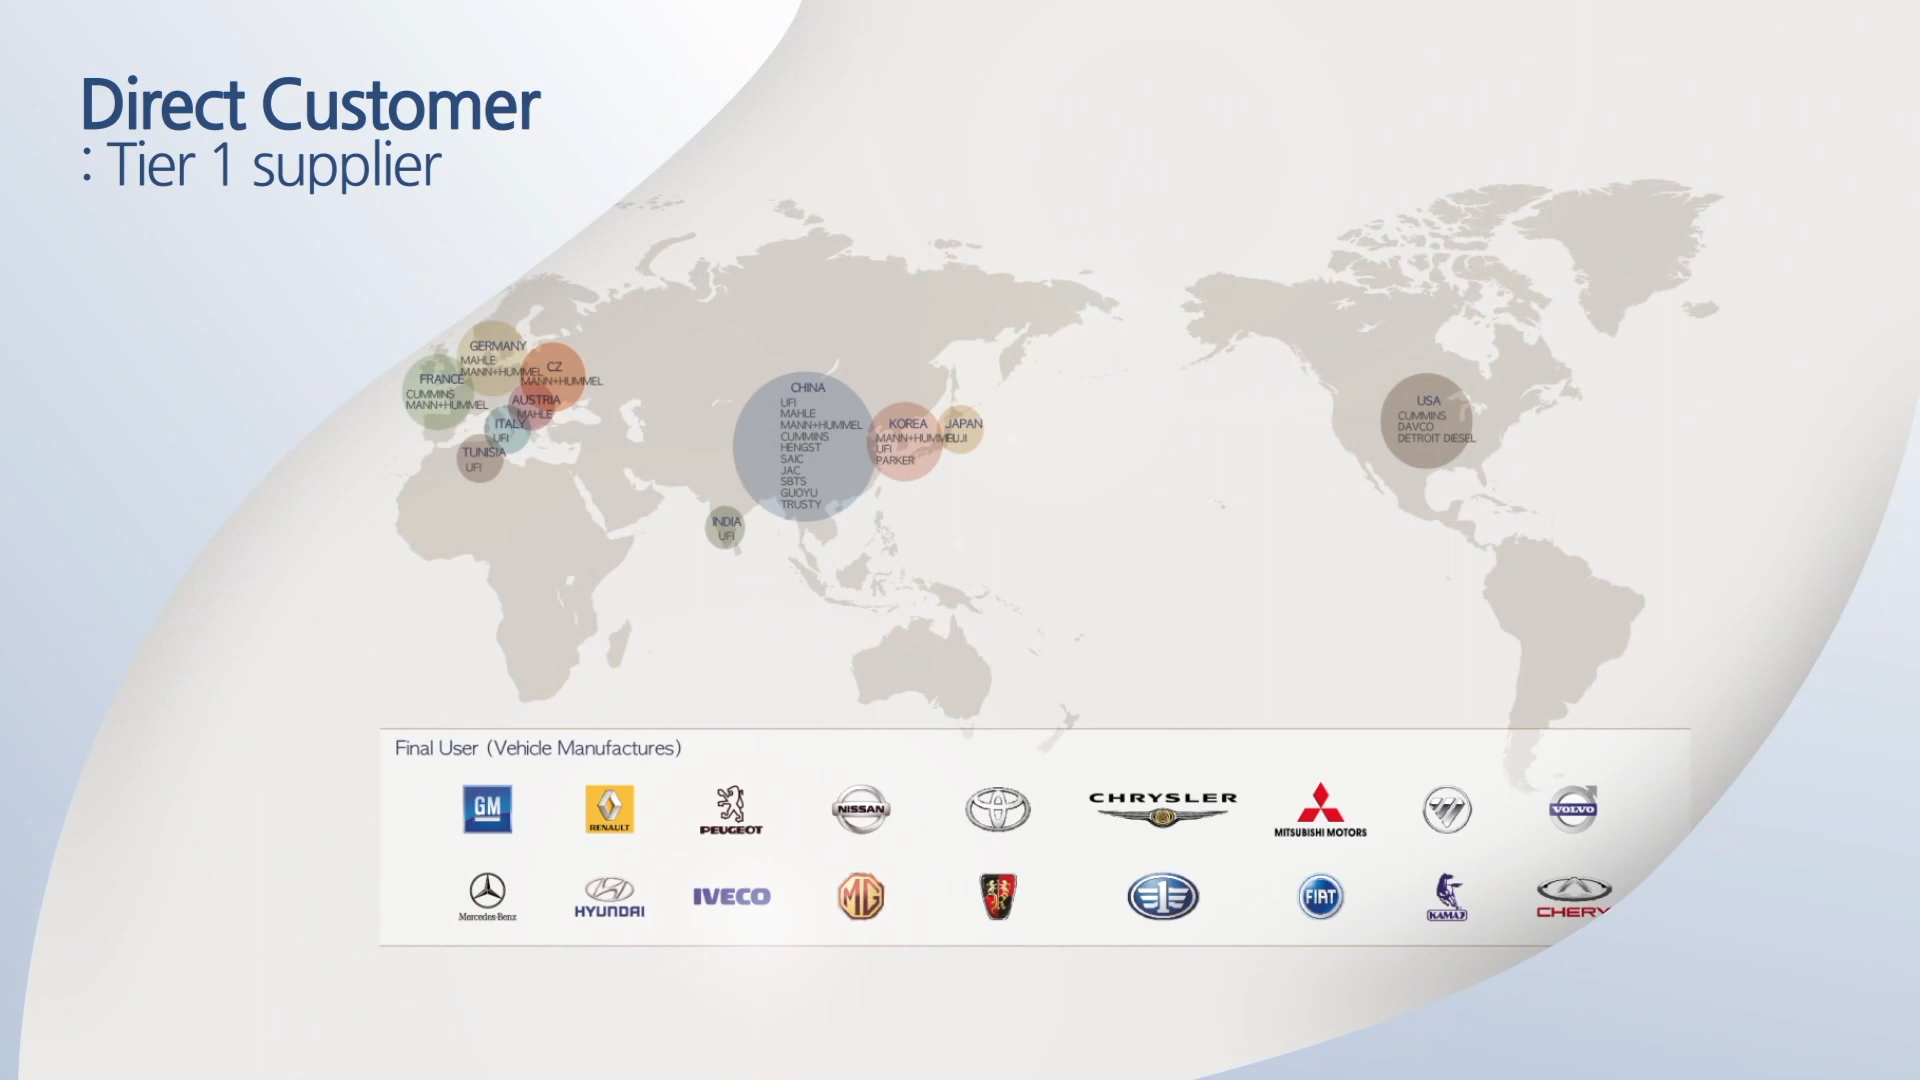 Direct Customer
: Tier 1 supplier
GERMANY
MAHLE
MANN+HUMMEL
CZ
MANN+HUMMEL
FRANCE
CUMMINS
MANN+HUMMEL
AUSTRIA
MAHLE
ITALY
UFI
TUNISIA
UFI
CHINA
UFI
MAHLE
MANN+HUMMEL
CUMMINS
HENGST
SAIC
JAC
SBTS
GUOYU
TRUSTY
KOREA
MANN+HUMMEL
UFI
PARKER
JAPAN
INDIA
UFI
USA
CUMMINS
DAVCO
DETROIT DIESEL
Final User (Vehicle Manufactures)
GM
RENAULT
PEUGEOT
NISSAN
CHRYSLER
MITSUBISHI MOTORS
VOLVO
Mercedes-Benz
HYUNDAI
IVECO
MG
FIAT
KAMAZ
CHERY